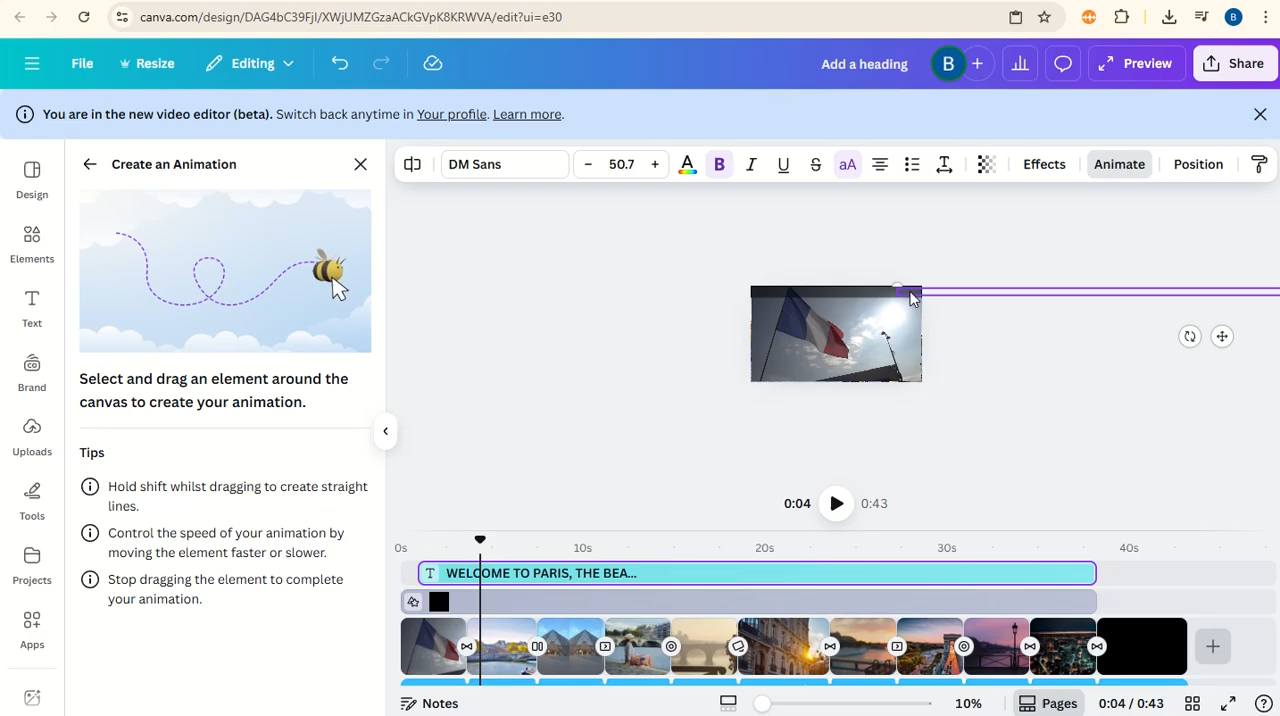 canva.com/design/DAG4bC39FjI/XWjUMZGzaACkGVpK8KRWVA/edit?ui=e30
B
File
Resize
Editing
Add a heading
B
Preview
Share
You are in the new video editor (beta). Switch back anytime in Your profile. Learn more.
Design
Elements
Text
Brand
Uploads
Tools
Projects
Apps
Create an Animation
Select and drag an element around the
canvas to create your animation.
Tips
Hold shift whilst dragging to create straight
lines.
Control the speed of your animation by
moving the element faster or slower.
Stop dragging the element to complete
your animation.
DM Sans
– 50.7 +
A
B
I
U
S
aA
T
Effects
Animate
Position
0:04
0:43
0s
10s
20s
30s
40s
T
WELCOME TO PARIS, THE BEA...
Notes
10%
Pages
0:04 / 0:43